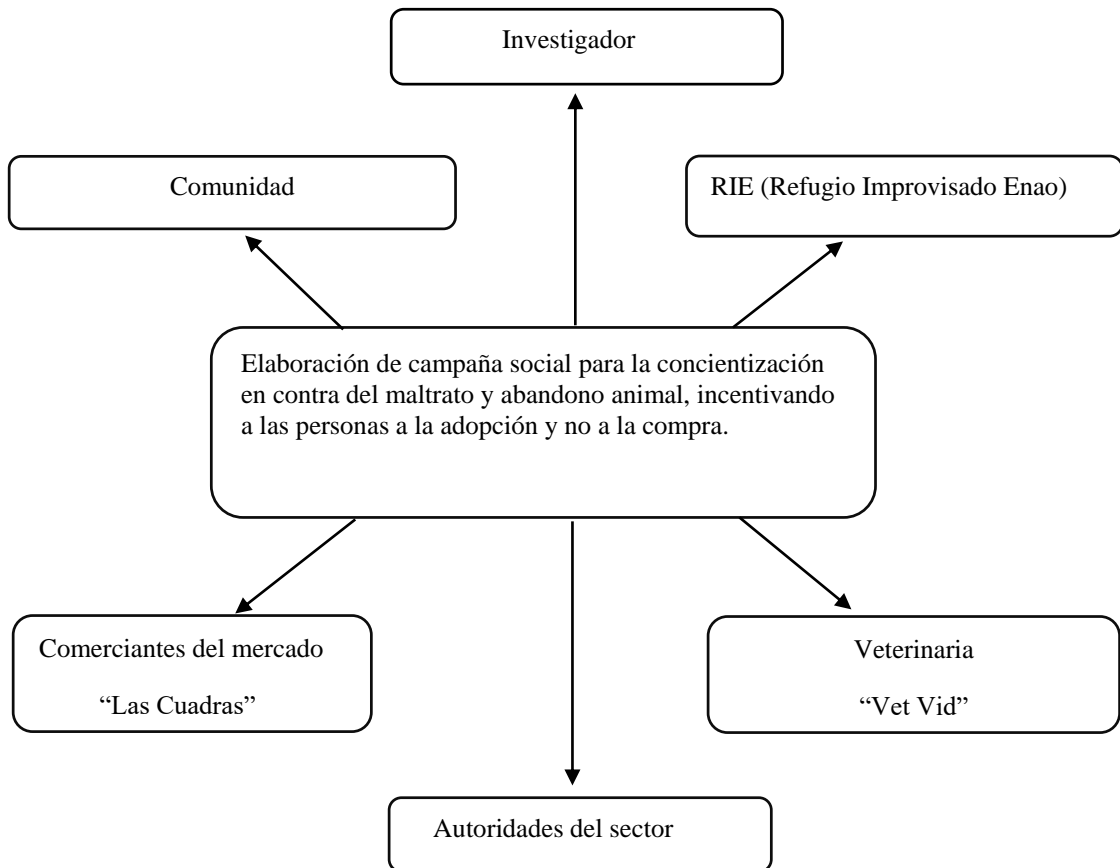 Investigador
Comunidad
RIE (Refugio Improvisado Enao)
Elaboración de campaña social para la concientización
en contra del maltrato y abandono animal, incentivando
a las personas a la adopción y no a la compra.
Comerciantes del mercado
“Las Cuadras”
Veterinaria
“Vet Vid”
Autoridades del sector